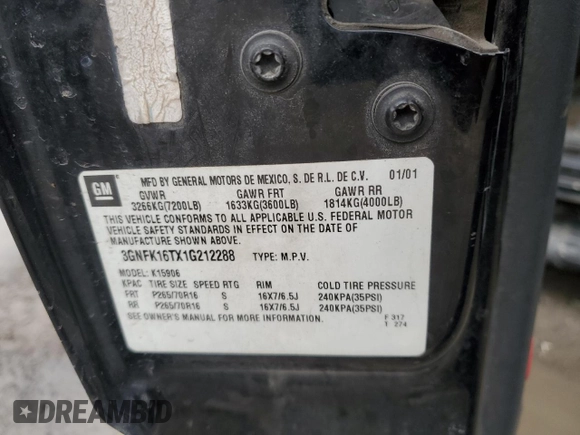 GM
MFD BY GENERAL MOTORS DE MEXICO, S. DE R.L. DE C.V. 01/01
GVWR GAWR FRT GAWR RR
3266KG(7200LB) 1633KG(3600LB) 1814KG(4000LB)
THIS VEHICLE CONFORMS TO ALL APPLICABLE U.S. FEDERAL MOTOR
VEHICLE SAFETY STANDARDS IN EFFECT ON THE DATE OF
MANUFACTURE SHOWN ABOVE.
3GNFK16TX1G212288 TYPE: M.P.V.
MODEL: K15906
KPAC TIRE SIZE SPEED RTG RIM COLD TIRE PRESSURE
FRT P265/70R16 S 16X7/6.5J 240KPA(35PSI)
RR P265/70R16 S 16X7/6.5J 240KPA(35PSI)
SEE OWNER'S MANUAL FOR MORE INFORMATION.
F 317
T 274
DREAMBID